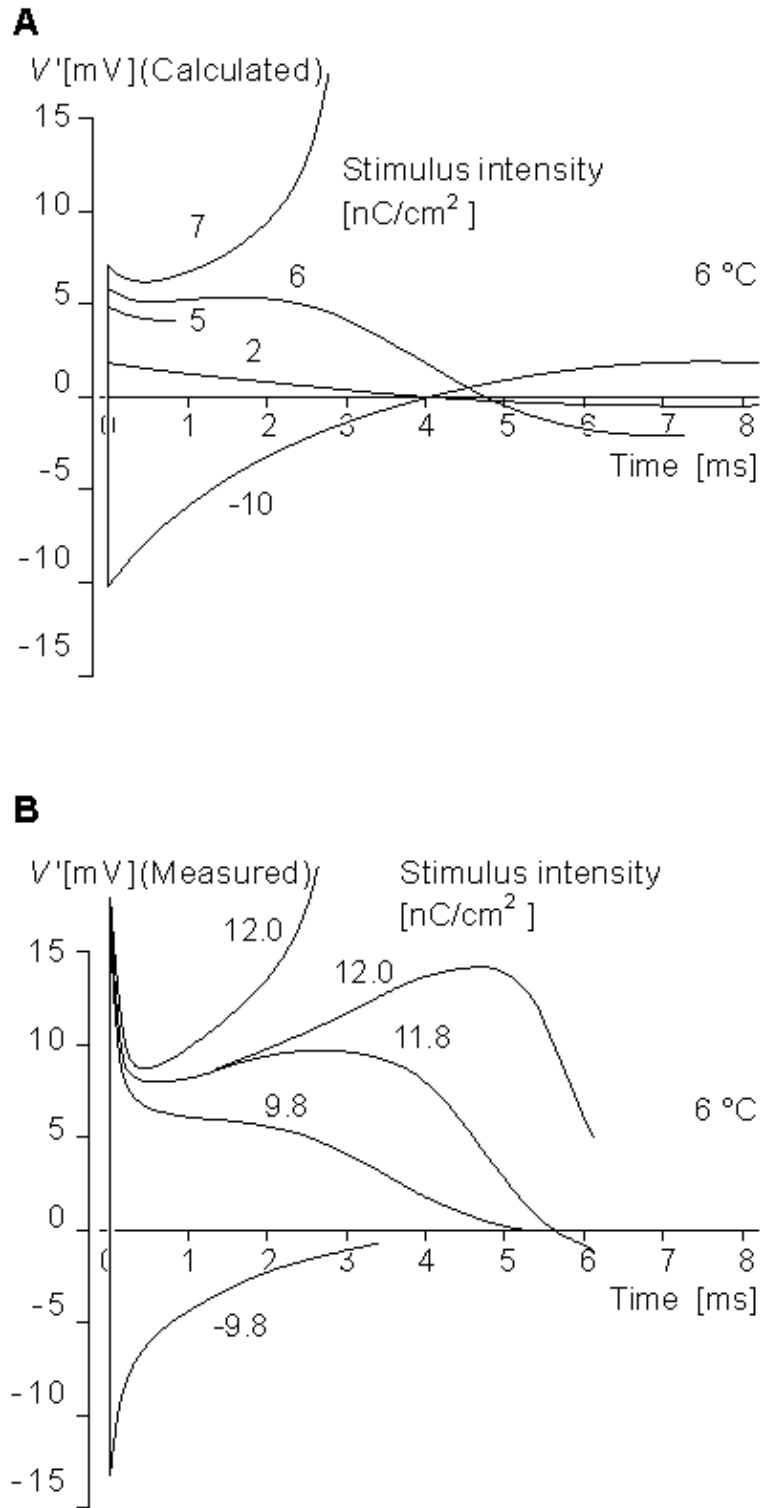 A
V'[mV](Calculated)
15
Stimulus intensity
[nC/cm² ]
10
7
6
6 °C
5
5
2
0
0 1 2 3 4 5 6 7 8
-5
Time [ms]
-10
-10
-15
B
V'[mV](Measured)
Stimulus intensity
[nC/cm² ]
12.0
15
12.0
10
11.8
9.8
6 °C
5
0
0 1 2 3 4 5 6 7 8
-5
Time [ms]
-9.8
-10
-15